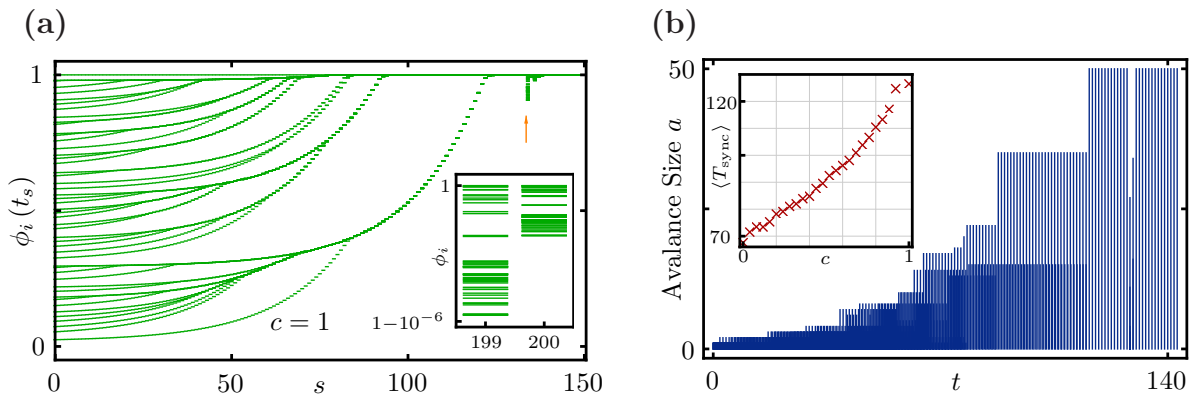 (a)
1
0
ϕi(ts)
0
50
100
150
s
c = 1
1
ϕi
1−10−6
199
200
(b)
50
0
Avalance Size a
0
140
t
120
70
⟨Tsync⟩
0
1
c